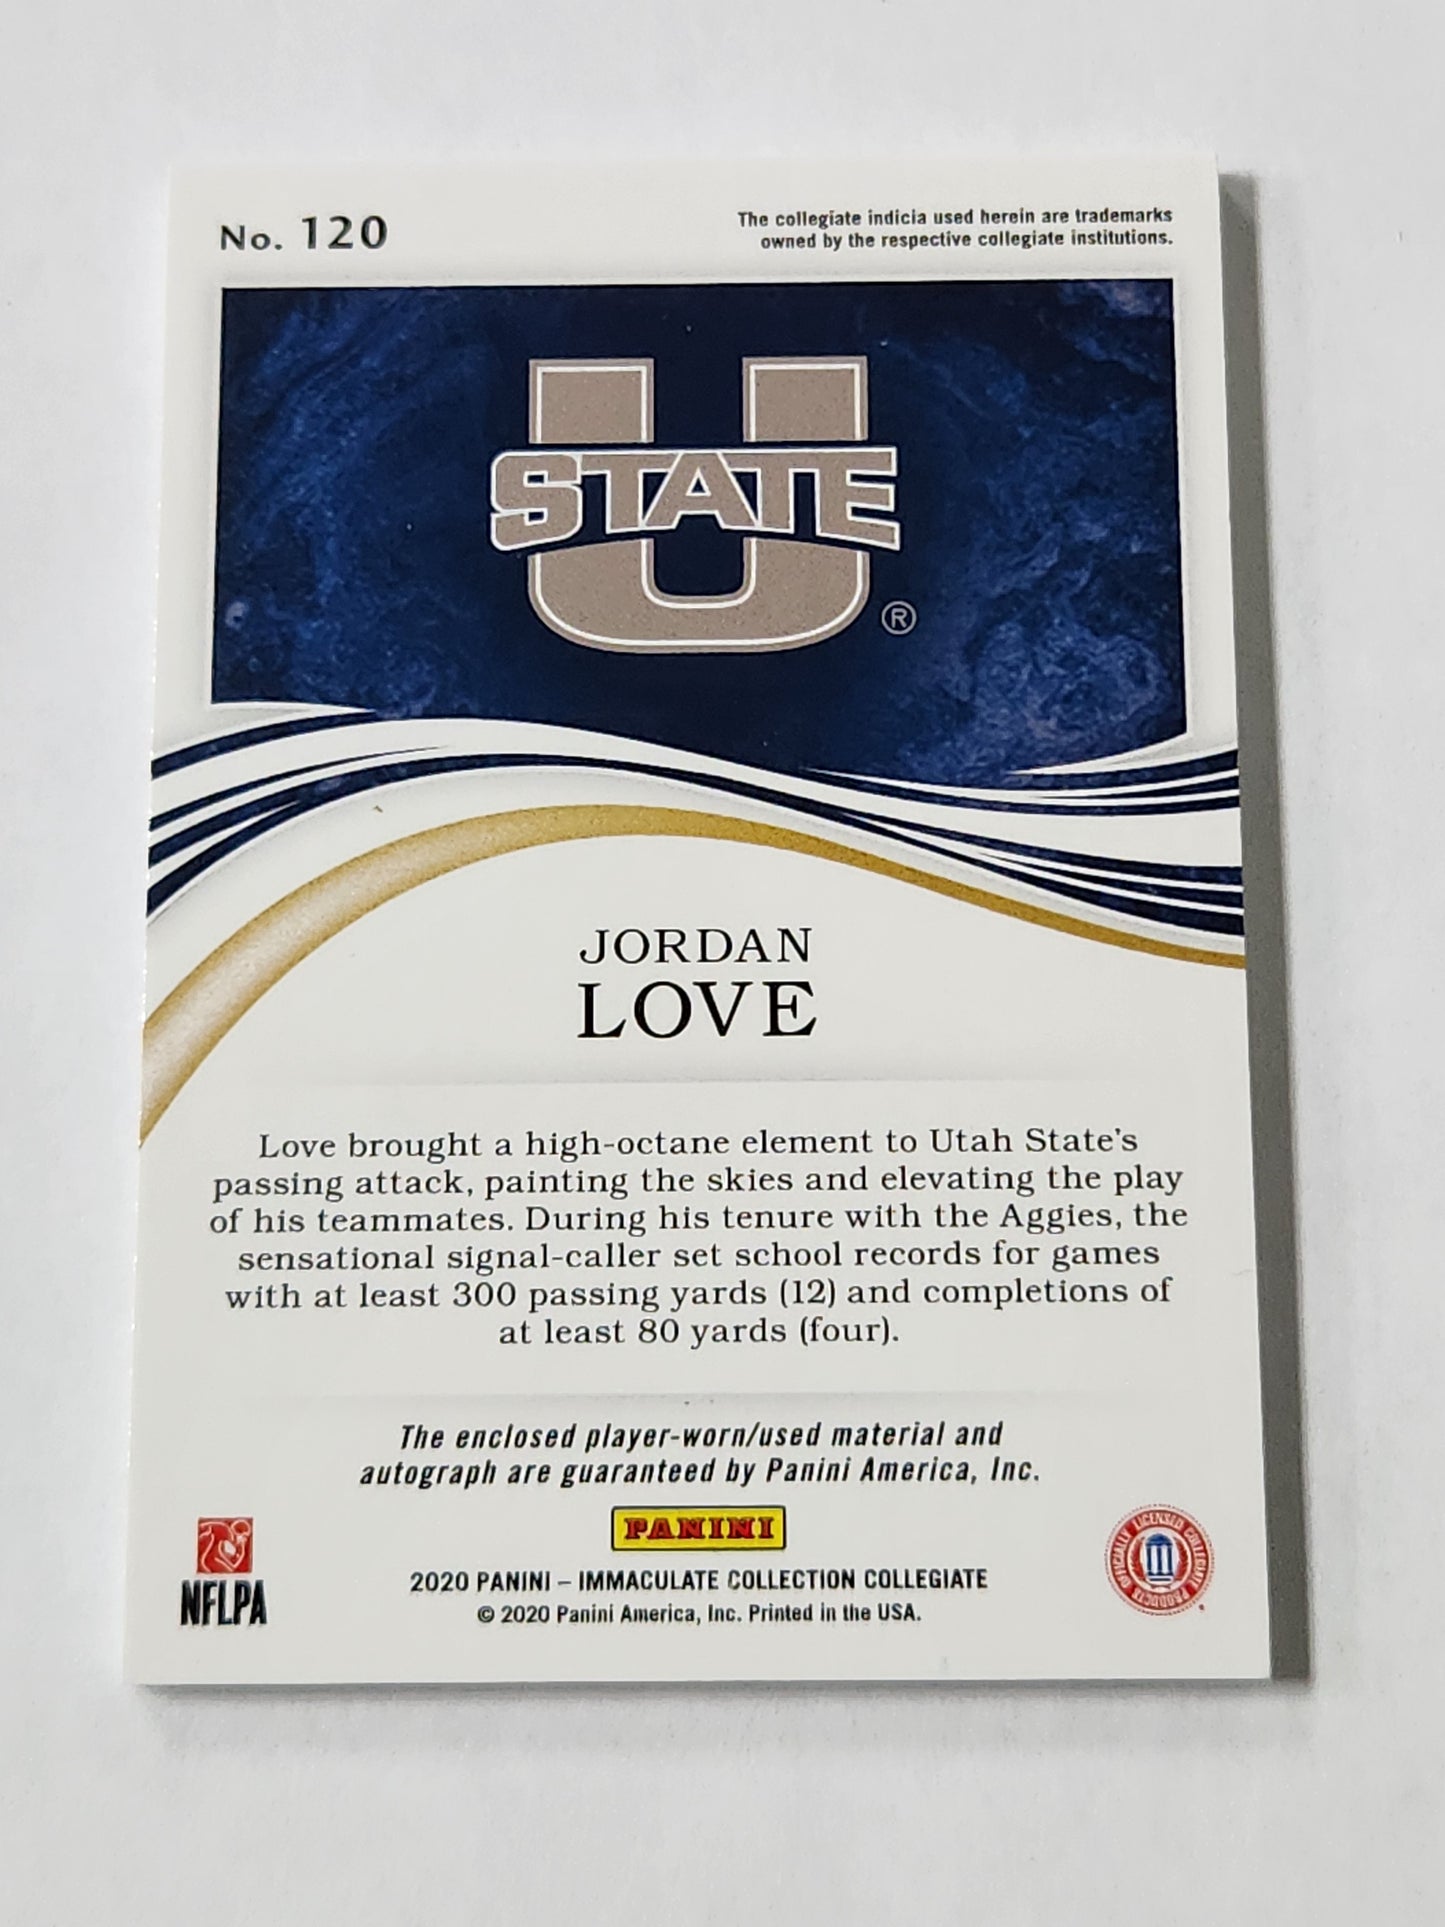 No. 120
The collegiate indicia used herein are trademarks
owned by the respective collegiate institutions.
U
STATE
®
JORDAN
LOVE
Love brought a high-octane element to Utah State's
passing attack, painting the skies and elevating the play
of his teammates. During his tenure with the Aggies, the
sensational signal-caller set school records for games
with at least 300 passing yards (12) and completions of
at least 80 yards (four).
The enclosed player-worn/used material and
autograph are guaranteed by Panini America, Inc.
PANINI
NFLPA
2020 PANINI – IMMACULATE COLLECTION COLLEGIATE
© 2020 Panini America, Inc. Printed in the USA.
OFFICIALLY LICENSED COLLEGIATE PRODUCTS